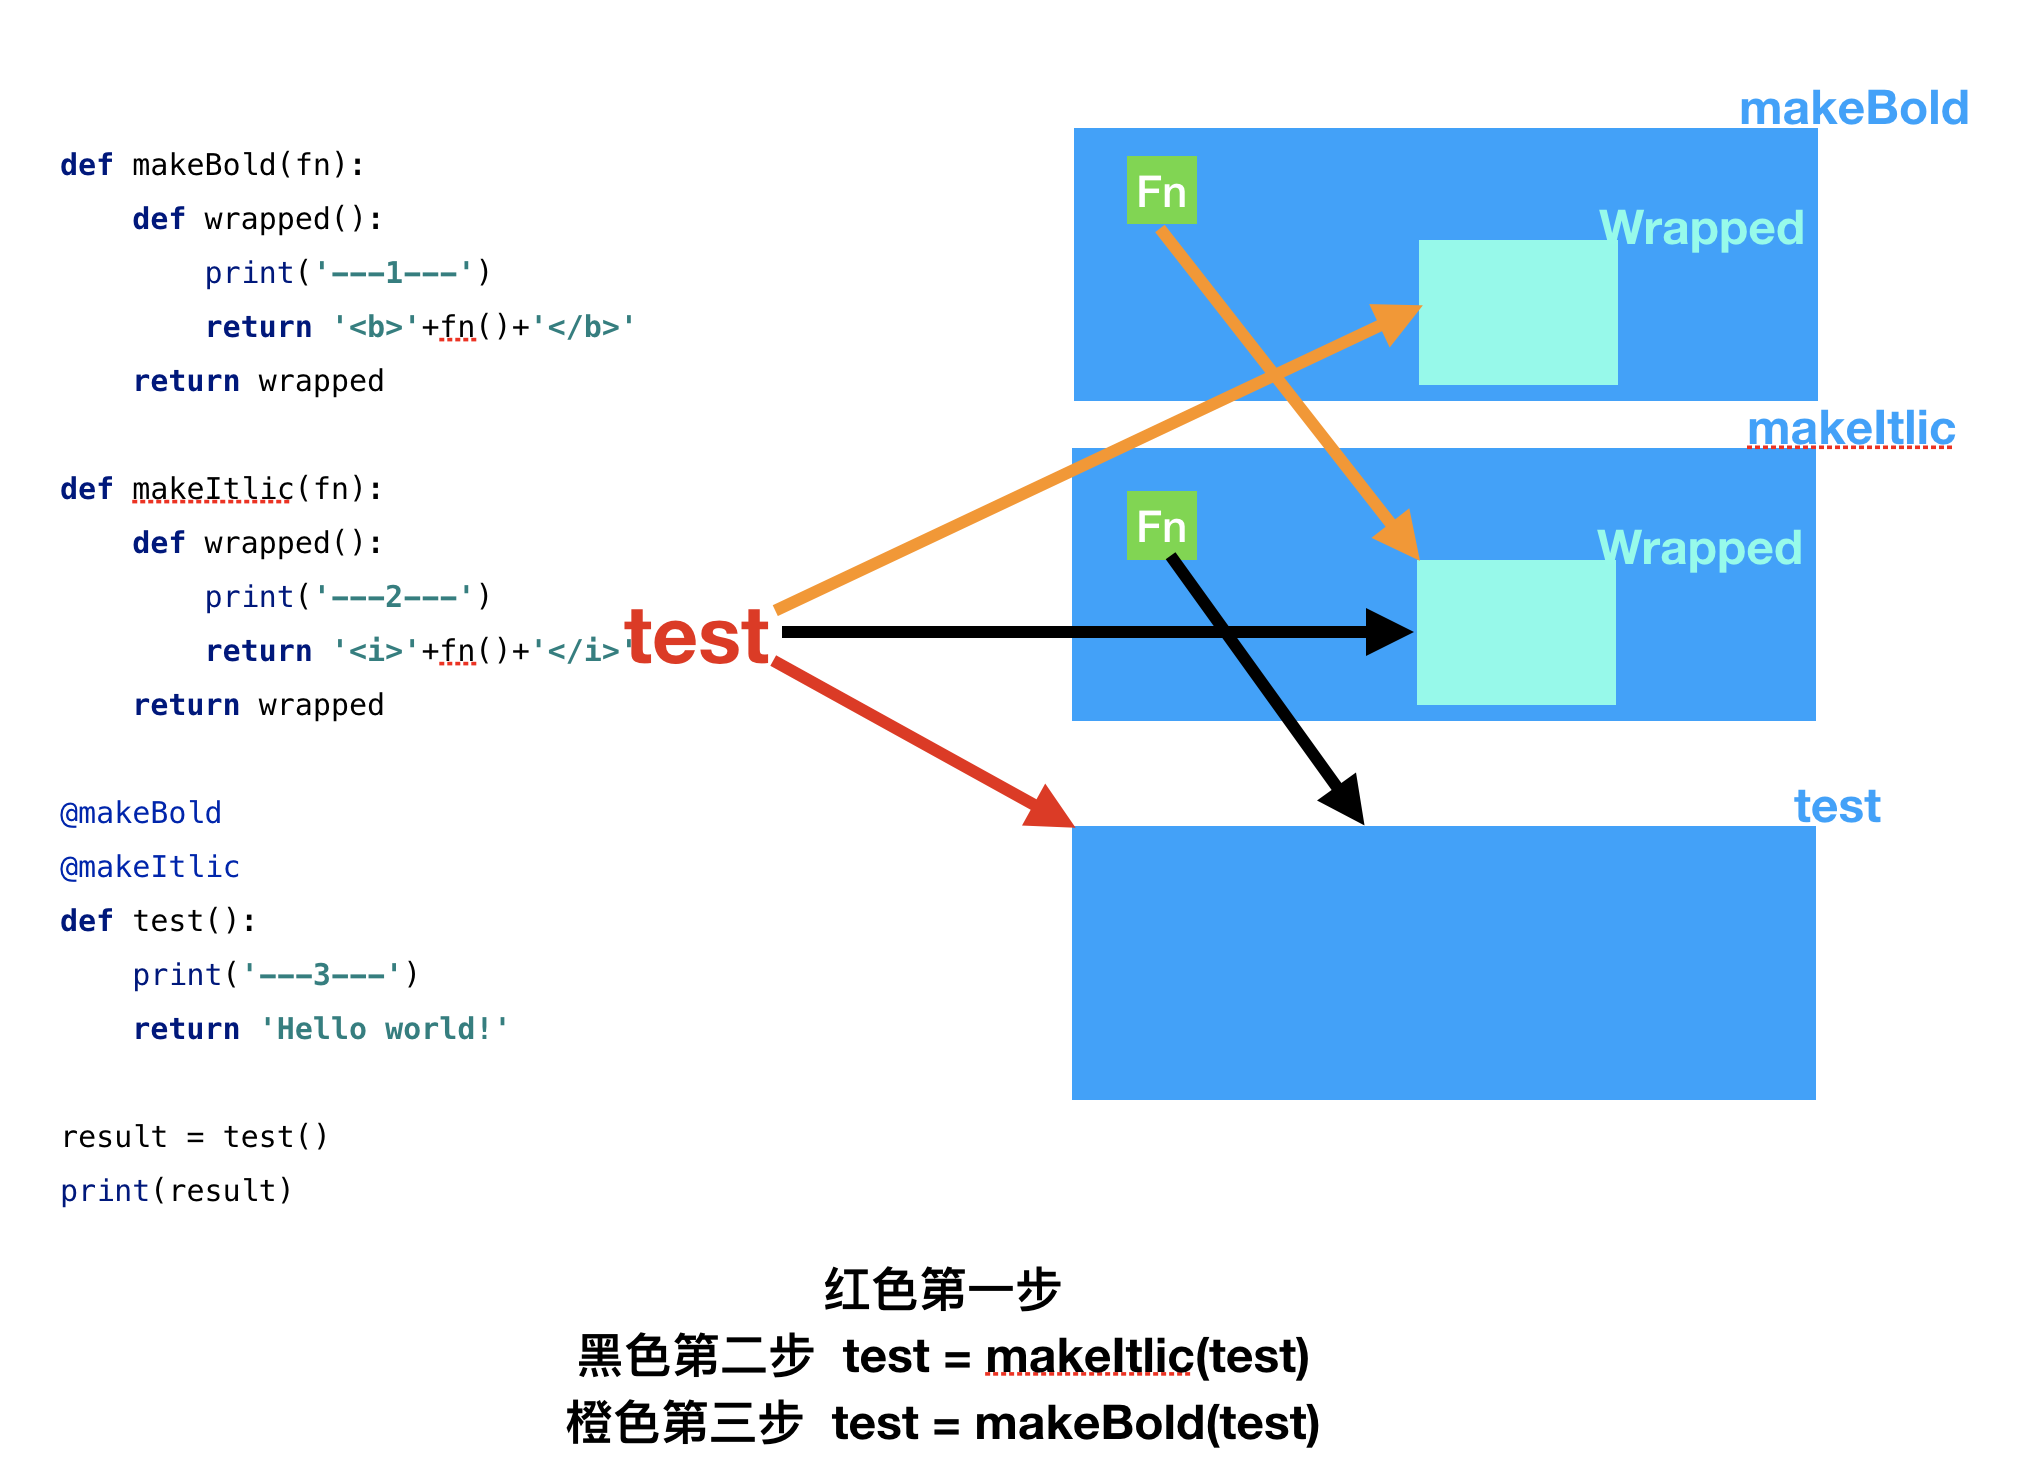 def makeBold(fn):
    def wrapped():
        print('---1---')
        return '<b>'+fn()+'</b>'
    return wrapped
def makeItlic(fn):
    def wrapped():
        print('---2---')
        return '<i>'+fn()+'</i>'
    return wrapped
@makeBold
@makeItlic
def test():
    print('---3---')
    return 'Hello world!'
result = test()
print(result)
test
makeBold
Fn
Wrapped
makeItlic
Fn
Wrapped
test
红色第一步
黑色第二步 test = makeItlic(test)
橙色第三步 test = makeBold(test)